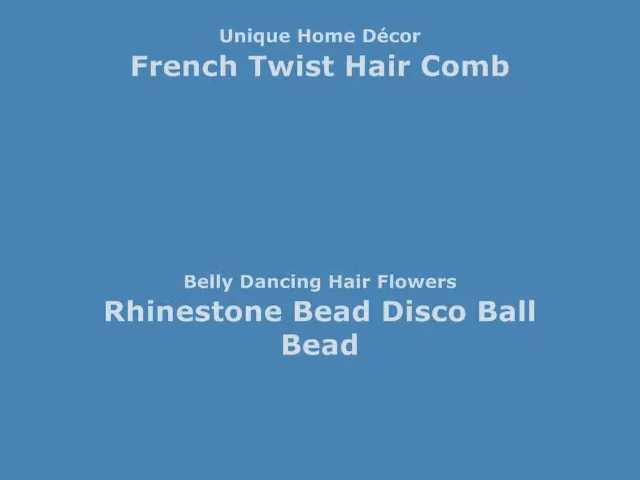 Unique Home Décor
French Twist Hair Comb
Belly Dancing Hair Flowers
Rhinestone Bead Disco Ball
Bead